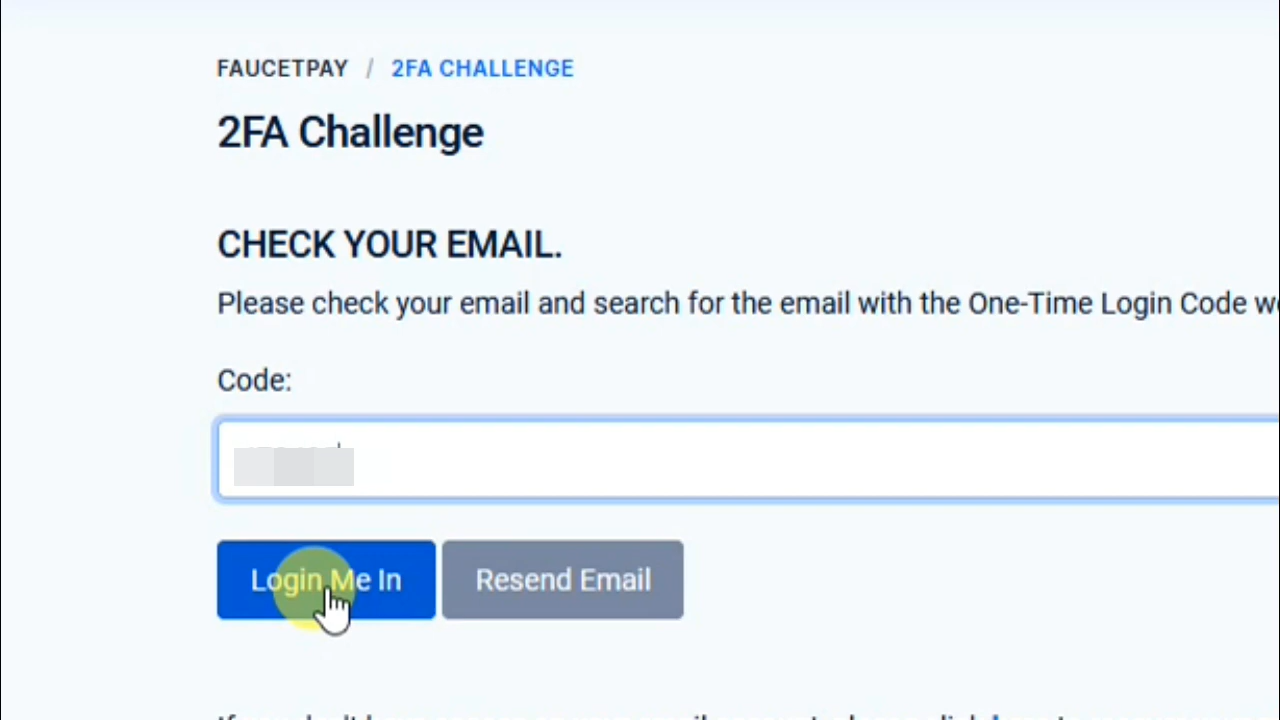 FAUCETPAY / 2FA CHALLENGE
2FA Challenge
CHECK YOUR EMAIL.
Please check your email and search for the email with the One-Time Login Code
Code:
Login Me In Resend Email